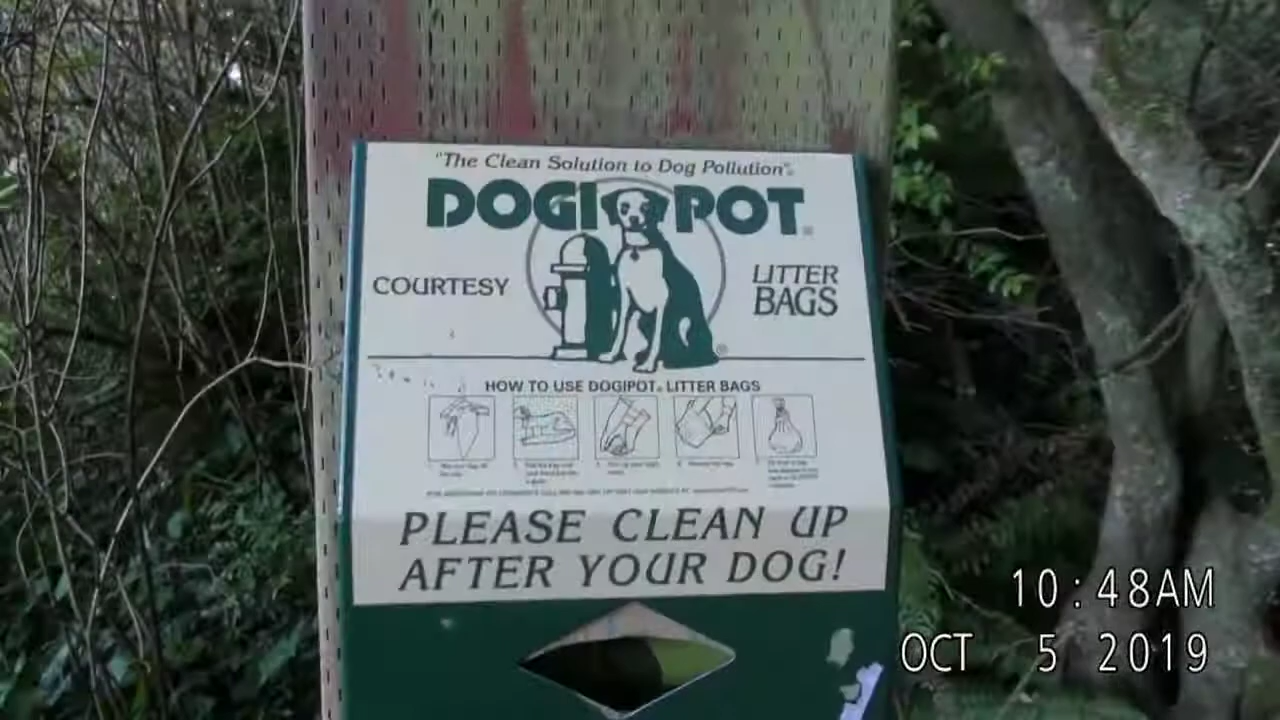 "The Clean Solution to Dog Pollution"®
DOGIPOT®
COURTESY
LITTER
BAGS
®
HOW TO USE DOGIPOT® LITTER BAGS
PLEASE CLEAN UP
AFTER YOUR DOG!
10:48AM
OCT 5 2019